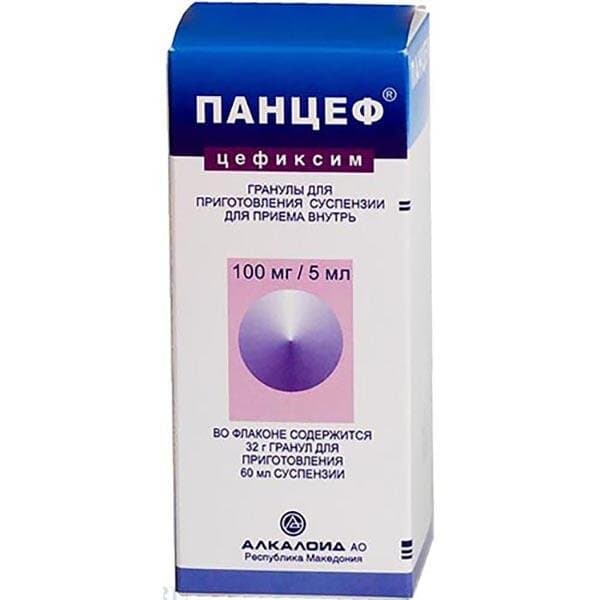 ПАНЦЕФ®
цефиксим
ГРАНУЛЫ ДЛЯ
ПРИГОТОВЛЕНИЯ СУСПЕНЗИИ
ДЛЯ ПРИЕМА ВНУТРЬ
100 мг / 5 мл
ВО ФЛАКОНЕ СОДЕРЖИТСЯ
32 г ГРАНУЛ ДЛЯ
ПРИГОТОВЛЕНИЯ
60 мл СУСПЕНЗИИ
АЛКАЛОИД АО
Республика Македония